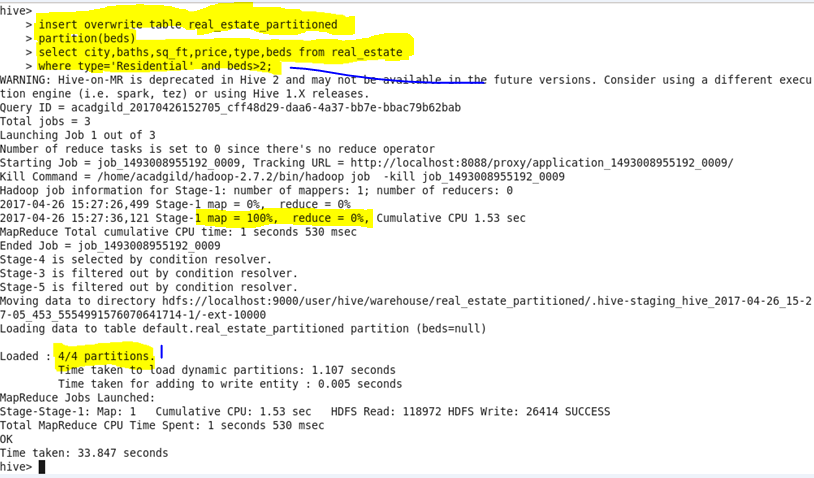 hive>
> insert overwrite table real_estate_partitioned
> partition(beds)
> select city,baths,sq_ft,price,type,beds from real_estate
> where type='Residential' and beds>2;
WARNING: Hive-on-MR is deprecated in Hive 2 and may not be available in the future versions. Consider using a different execu
tion engine (i.e. spark, tez) or using Hive 1.X releases.
Query ID = acadgild_20170426152705_cff48d29-daa6-4a37-bb7e-bbac79b62bab
Total jobs = 3
Launching Job 1 out of 3
Number of reduce tasks is set to 0 since there's no reduce operator
Starting Job = job_1493008955192_0009, Tracking URL = http://localhost:8088/proxy/application_1493008955192_0009/
Kill Command = /home/acadgild/hadoop-2.7.2/bin/hadoop job  -kill job_1493008955192_0009
Hadoop job information for Stage-1: number of mappers: 1; number of reducers: 0
2017-04-26 15:27:26,499 Stage-1 map = 0%,  reduce = 0%
2017-04-26 15:27:36,121 Stage-1 map = 100%,  reduce = 0%, Cumulative CPU 1.53 sec
MapReduce Total cumulative CPU time: 1 seconds 530 msec
Ended Job = job_1493008955192_0009
Stage-4 is selected by condition resolver.
Stage-3 is filtered out by condition resolver.
Stage-5 is filtered out by condition resolver.
Moving data to directory hdfs://localhost:9000/user/hive/warehouse/real_estate_partitioned/.hive-staging_hive_2017-04-26_15-2
7-05_453_5554991576070641714-1/-ext-10000
Loading data to table default.real_estate_partitioned partition (beds=null)
Loaded : 4/4 partitions.
Time taken to load dynamic partitions: 1.107 seconds
Time taken for adding to write entity : 0.005 seconds
MapReduce Jobs Launched:
Stage-Stage-1: Map: 1   Cumulative CPU: 1.53 sec   HDFS Read: 118972 HDFS Write: 26414 SUCCESS
Total MapReduce CPU Time Spent: 1 seconds 530 msec
OK
Time taken: 33.847 seconds
hive>